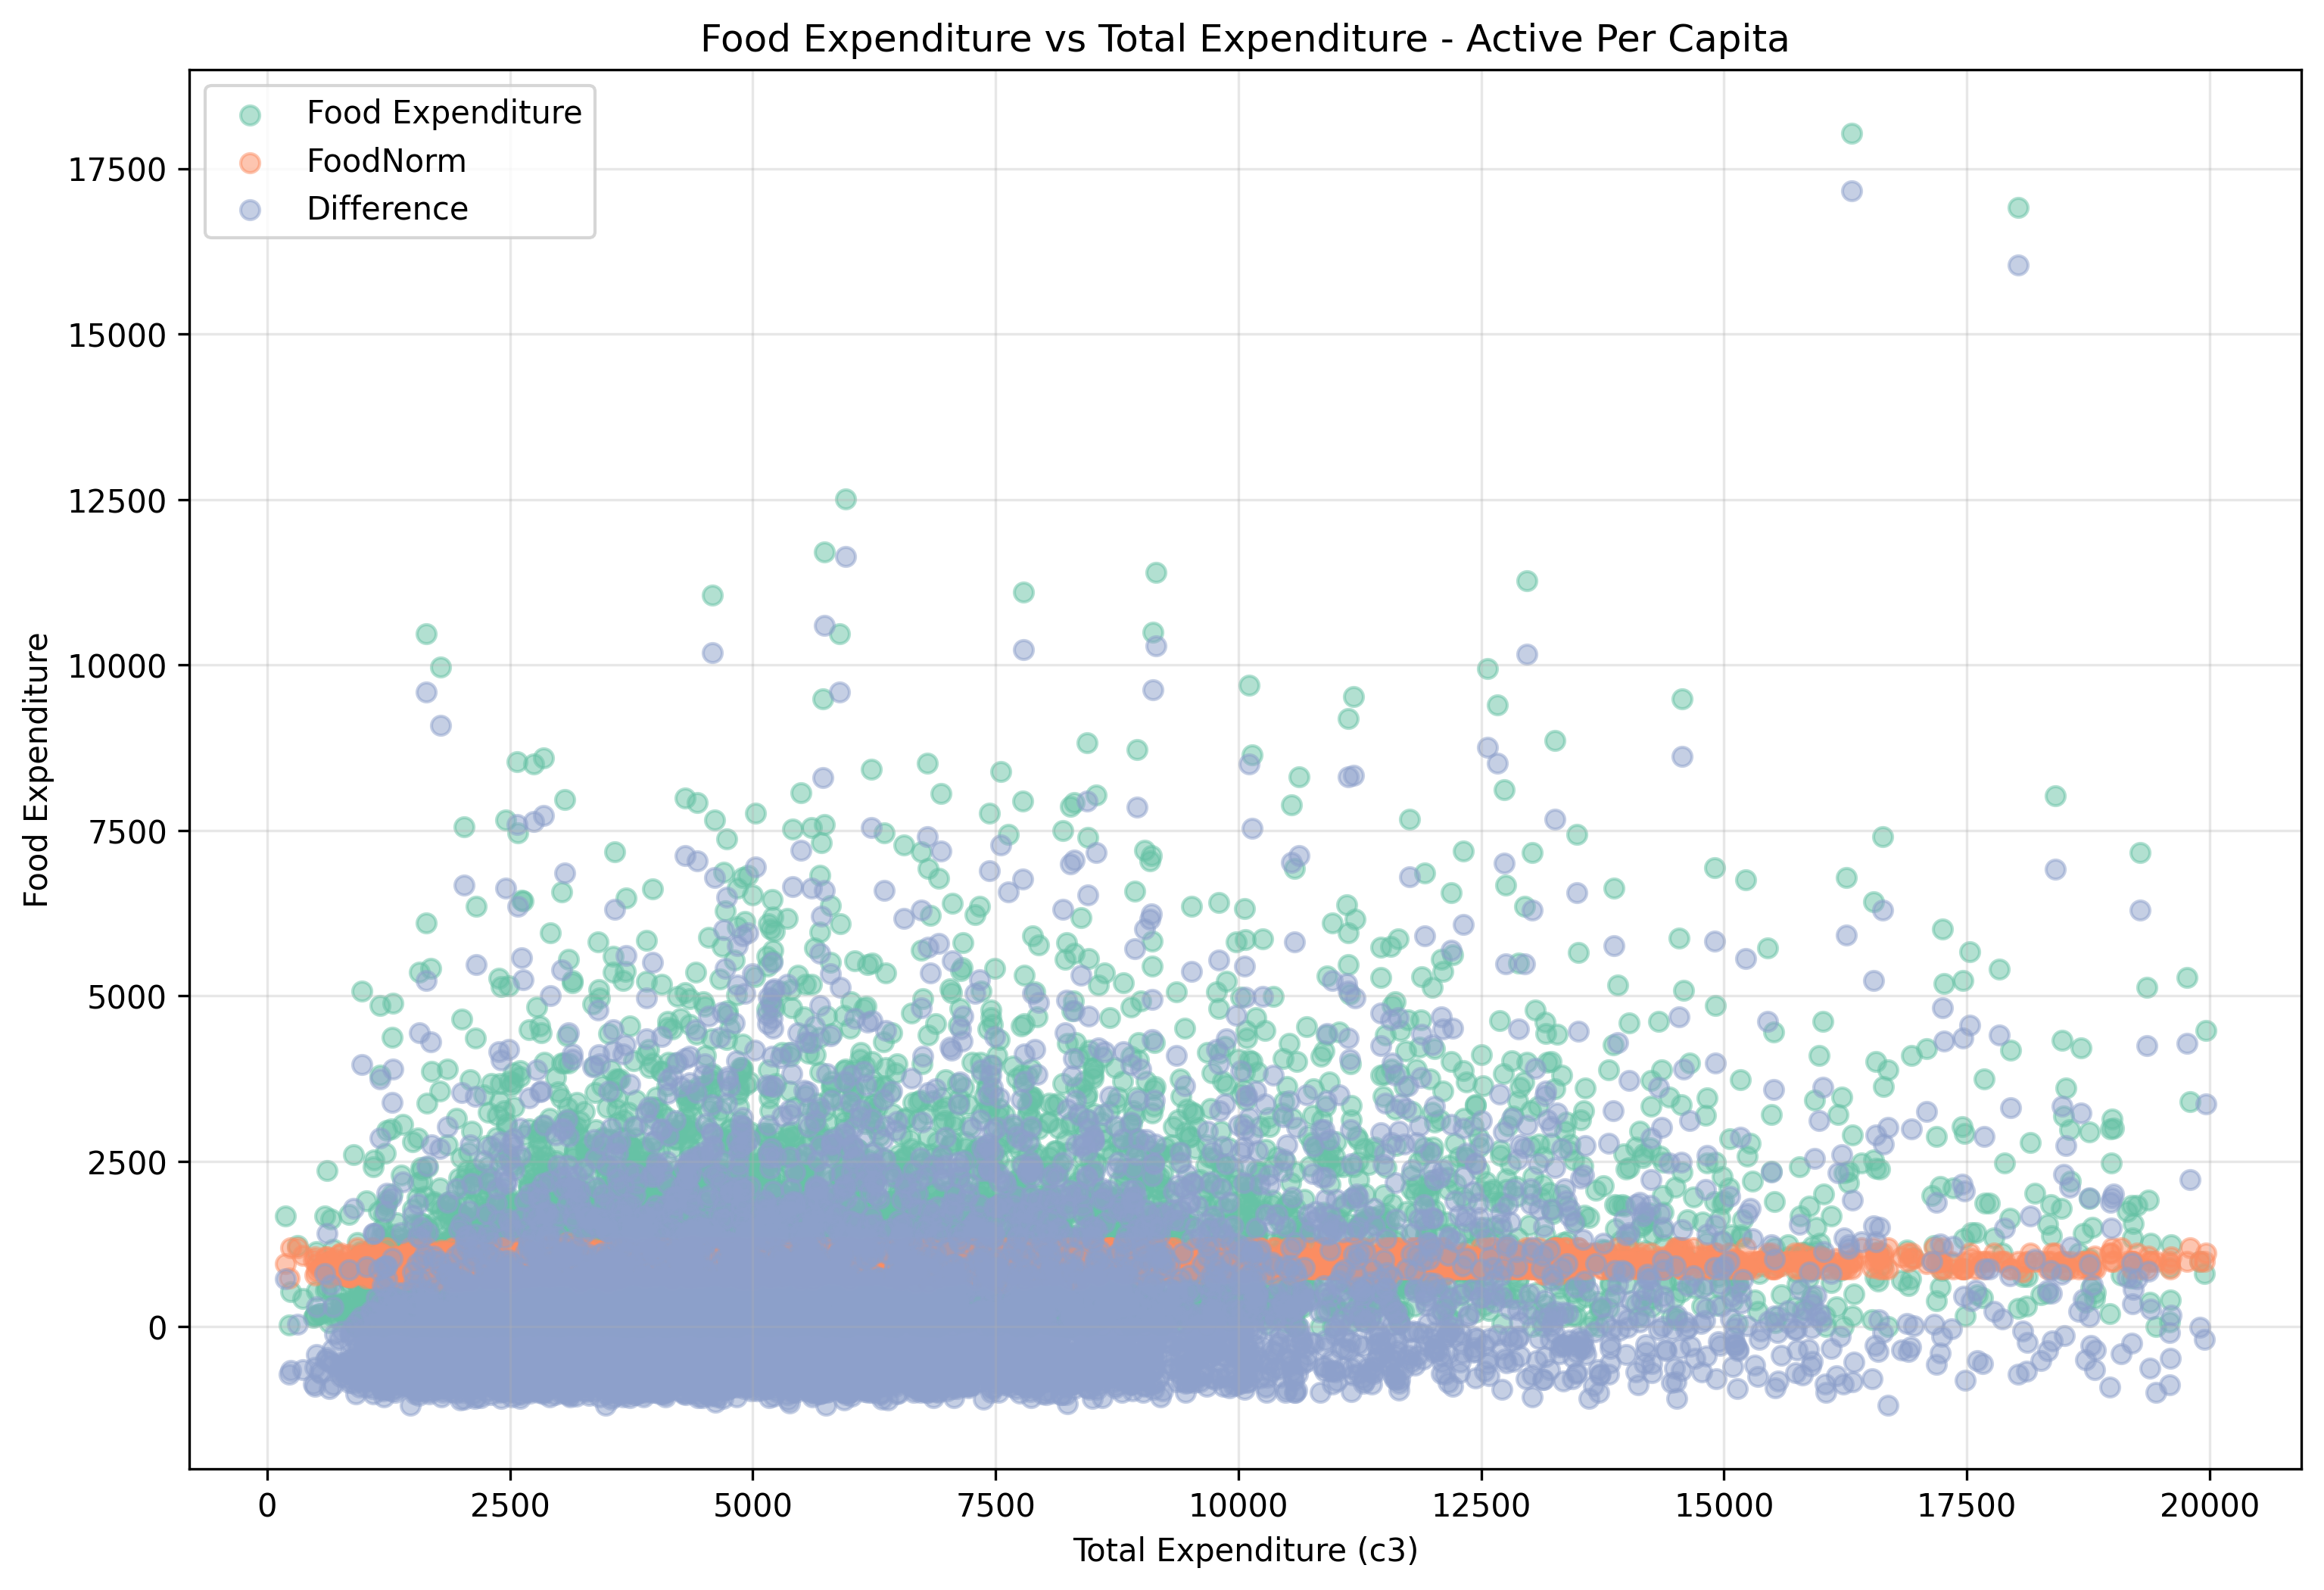 Food Expenditure vs Total Expenditure - Active Per Capita
Food Expenditure
FoodNorm
Difference
17500
15000
12500
10000
7500
5000
2500
0
Food Expenditure
0 2500 5000 7500 10000 12500 15000 17500 20000
Total Expenditure (c3)